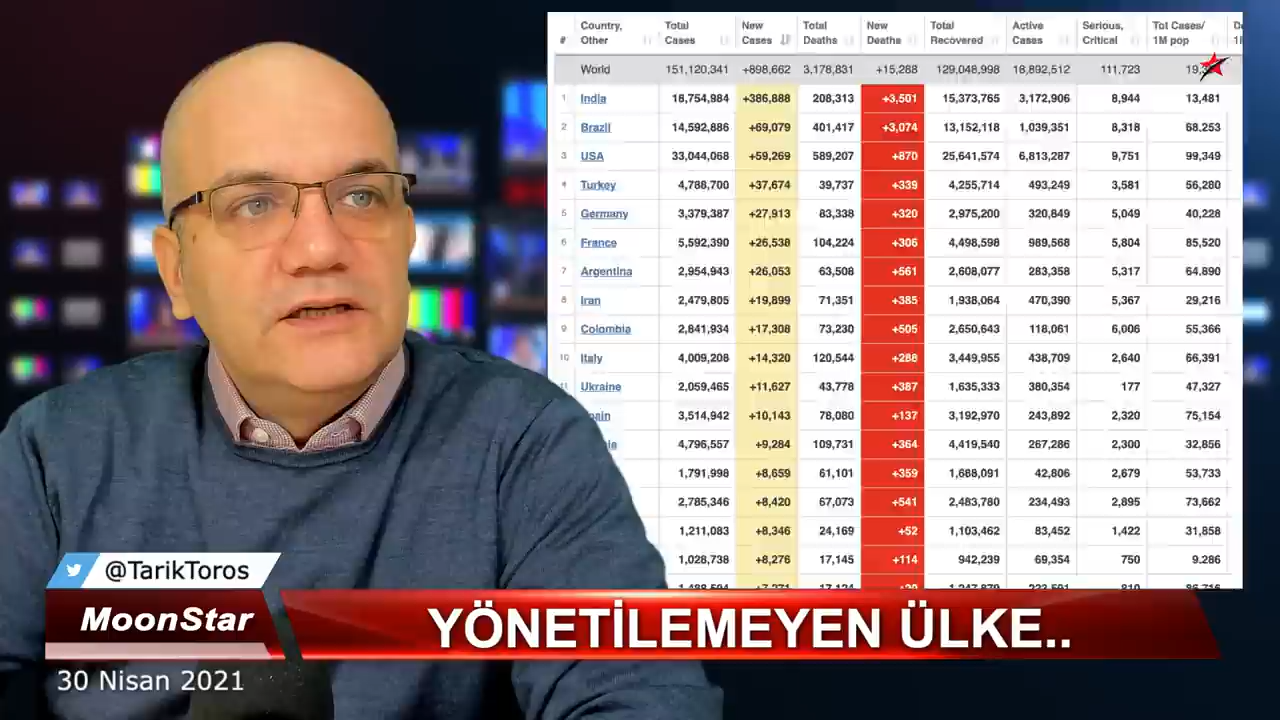 Country, Other Total Cases New Cases Total Deaths New Deaths Total Recovered Active Cases Serious, Critical Tot Cases/ 1M pop
#
World 151,120,341 +898,662 3,178,831 +15,288 129,048,998 18,892,512 111,723
1 India 18,754,984 +386,888 208,313 +3,501 15,373,765 3,172,906 8,944 13,481
2 Brazil 14,592,886 +69,079 401,417 +3,074 13,152,118 1,039,351 8,318 68,253
3 USA 33,044,068 +59,269 589,207 +870 25,641,574 6,813,287 9,751 99,349
4 Turkey 4,788,700 +37,674 39,737 +339 4,255,714 493,249 3,581 56,280
5 Germany 3,379,387 +27,913 83,338 +320 2,975,200 320,849 5,049 40,228
6 France 5,592,390 +26,538 104,224 +306 4,498,598 989,568 5,804 85,520
7 Argentina 2,954,943 +26,053 63,508 +561 2,608,077 283,358 5,317 64,890
8 Iran 2,479,805 +19,899 71,351 +385 1,938,064 470,390 5,367 29,216
9 Colombia 2,841,934 +17,308 73,230 +505 2,650,643 118,061 6,006 55,366
10 Italy 4,009,208 +14,320 120,544 +288 3,449,955 438,709 2,640 66,391
Ukraine 2,059,465 +11,627 43,778 +387 1,635,333 380,354 177 47,327
3,514,942 +10,143 78,080 +137 3,192,970 243,892 2,320 75,154
4,796,557 +9,284 109,731 +364 4,419,540 267,286 2,300 32,856
1,791,998 +8,659 61,101 +359 1,688,091 42,806 2,679 53,733
2,785,346 +8,420 67,073 +541 2,483,780 234,493 2,895 73,662
1,211,083 +8,346 24,169 +52 1,103,462 83,452 1,422 31,858
1,028,738 +8,276 17,145 +114 942,239 69,354 750 9,286
@TarikToros
MoonStar
YÖNETİLEMEYEN ÜLKE..
30 Nisan 2021